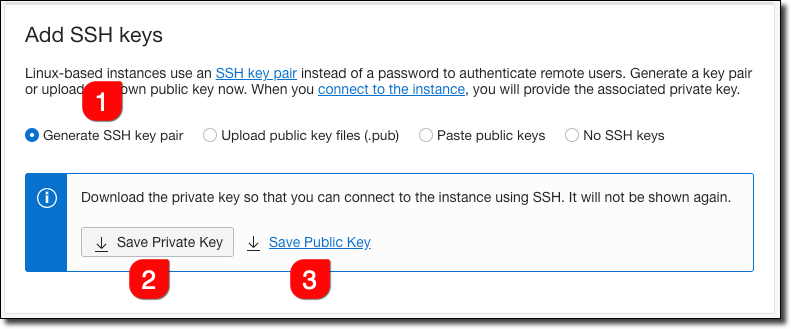 Add SSH keys
Linux-based instances use an SSH key pair instead of a password to authenticate remote users. Generate a key pair
or upload own public key now. When you connect to the instance, you will provide the associated private key.
1
Generate SSH key pair Upload public key files (.pub) Paste public keys No SSH keys
Download the private key so that you can connect to the instance using SSH. It will not be shown again.
Save Private Key Save Public Key
2 3